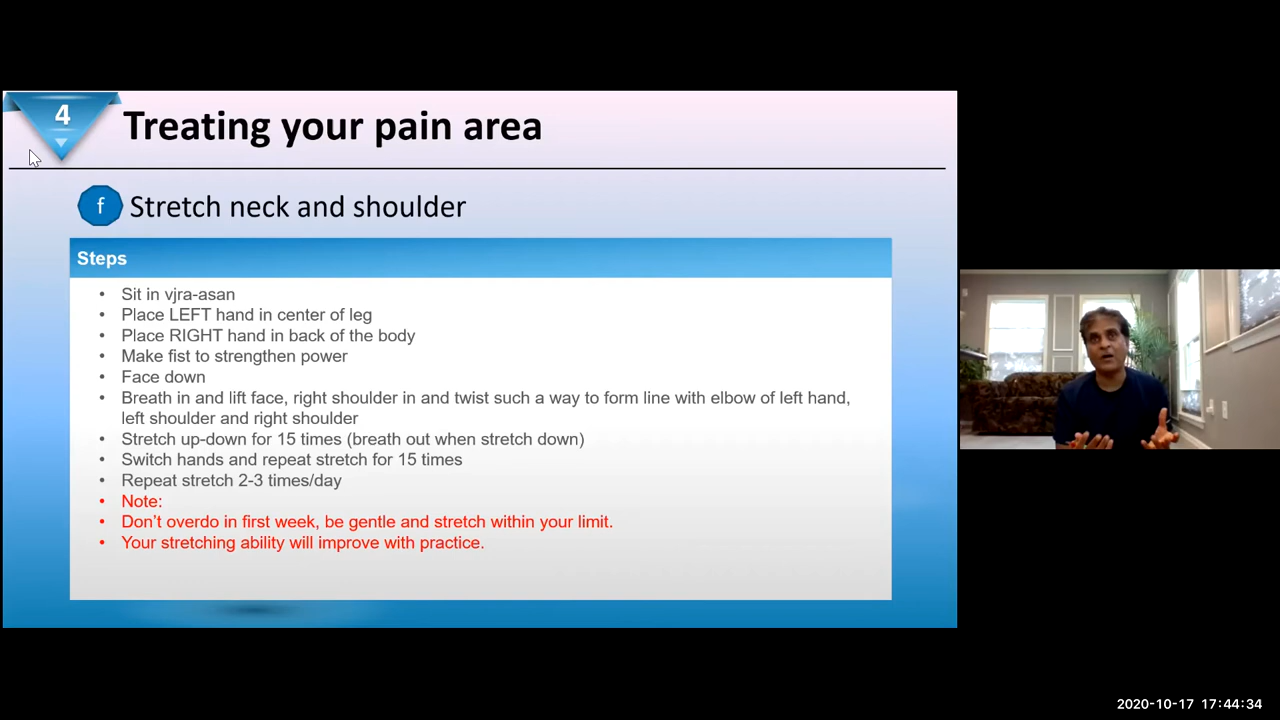 4
Treating your pain area
f
Stretch neck and shoulder
Steps
• Sit in vjra-asan
• Place LEFT hand in center of leg
• Place RIGHT hand in back of the body
• Make fist to strengthen power
• Face down
• Breath in and lift face, right shoulder in and twist such a way to form line with elbow of left hand,
left shoulder and right shoulder
• Stretch up-down for 15 times (breath out when stretch down)
• Switch hands and repeat stretch for 15 times
• Repeat stretch 2-3 times/day
• Note:
• Don’t overdo in first week, be gentle and stretch within your limit.
• Your stretching ability will improve with practice.
2020-10-17 17:44:34